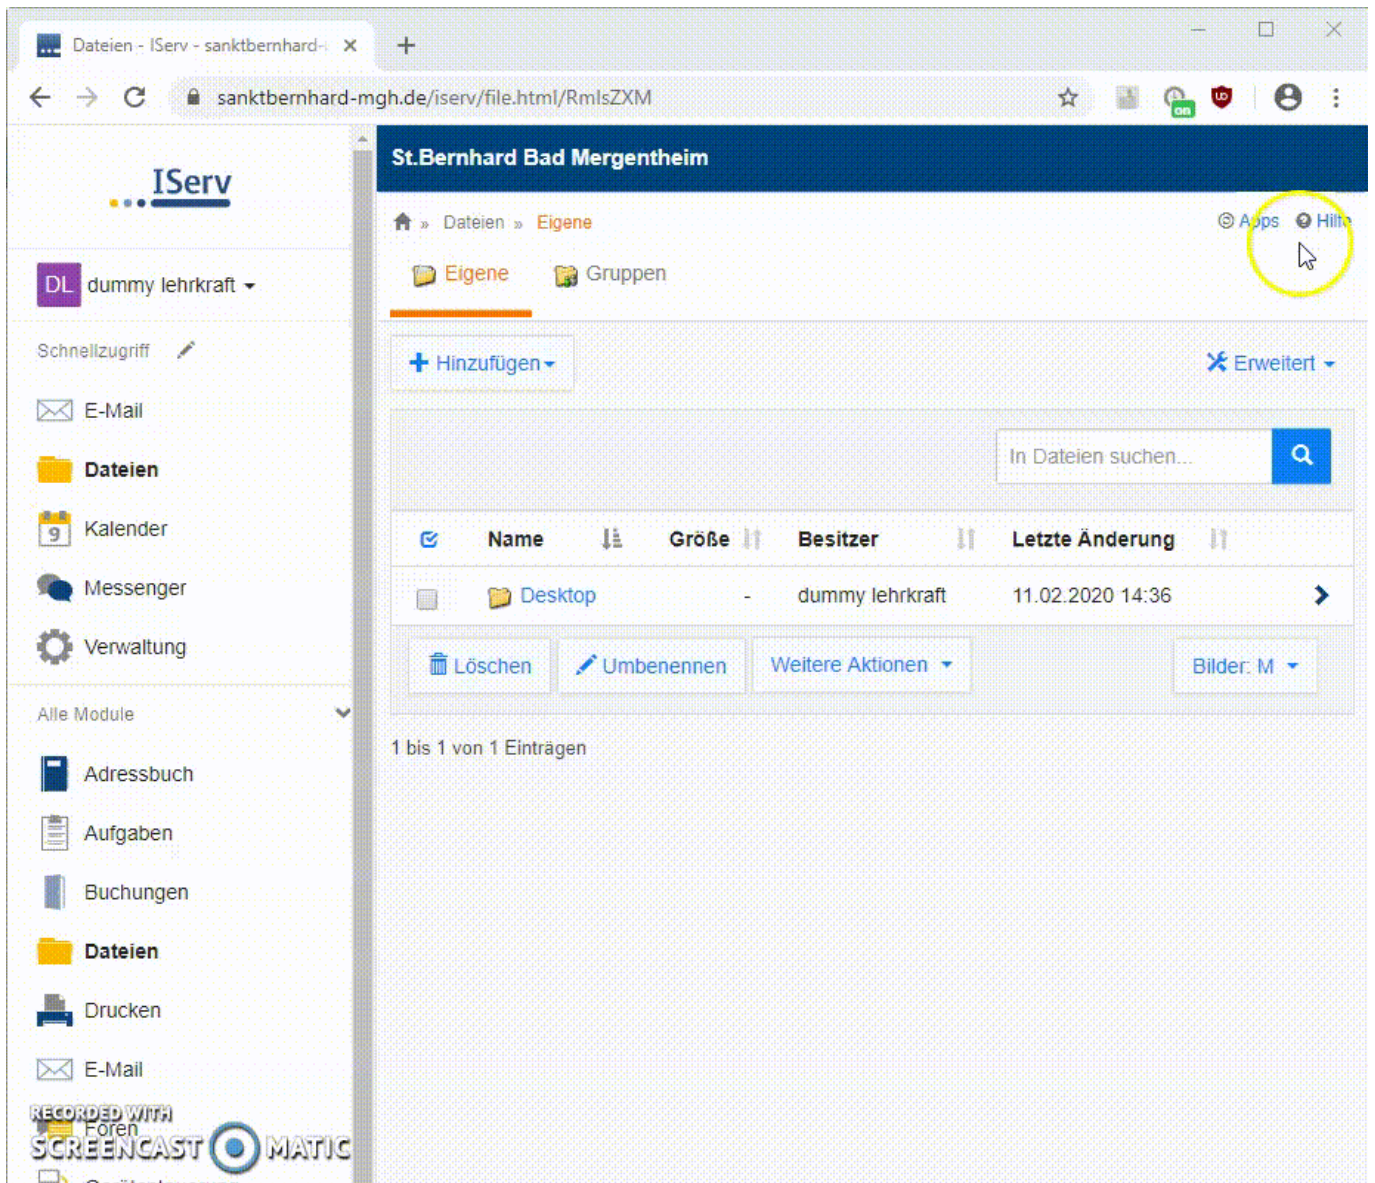 Dateien - IServ - sanktbernhard-
sanktbernhard-mgh.de/iserv/file.html/RmlsZXM
on
IServ
St.Bernhard Bad Mergentheim
» Dateien » Eigene
Apps
Hilfe
Eigene
Gruppen
DL dummy lehrkraft
Schnellzugriff
E-Mail
Dateien
9 Kalender
Messenger
Verwaltung
Hinzufügen
Erweitert
In Dateien suchen...
Name Größe Besitzer Letzte Änderung
Desktop - dummy lehrkraft 11.02.2020 14:36
Löschen
Umbenennen
Weitere Aktionen
Bilder: M
1 bis 1 von 1 Einträgen
Alle Module
Adressbuch
Aufgaben
Buchungen
Dateien
Drucken
E-Mail
Foren
RECORDED WITH
SCREENCAST MATIC